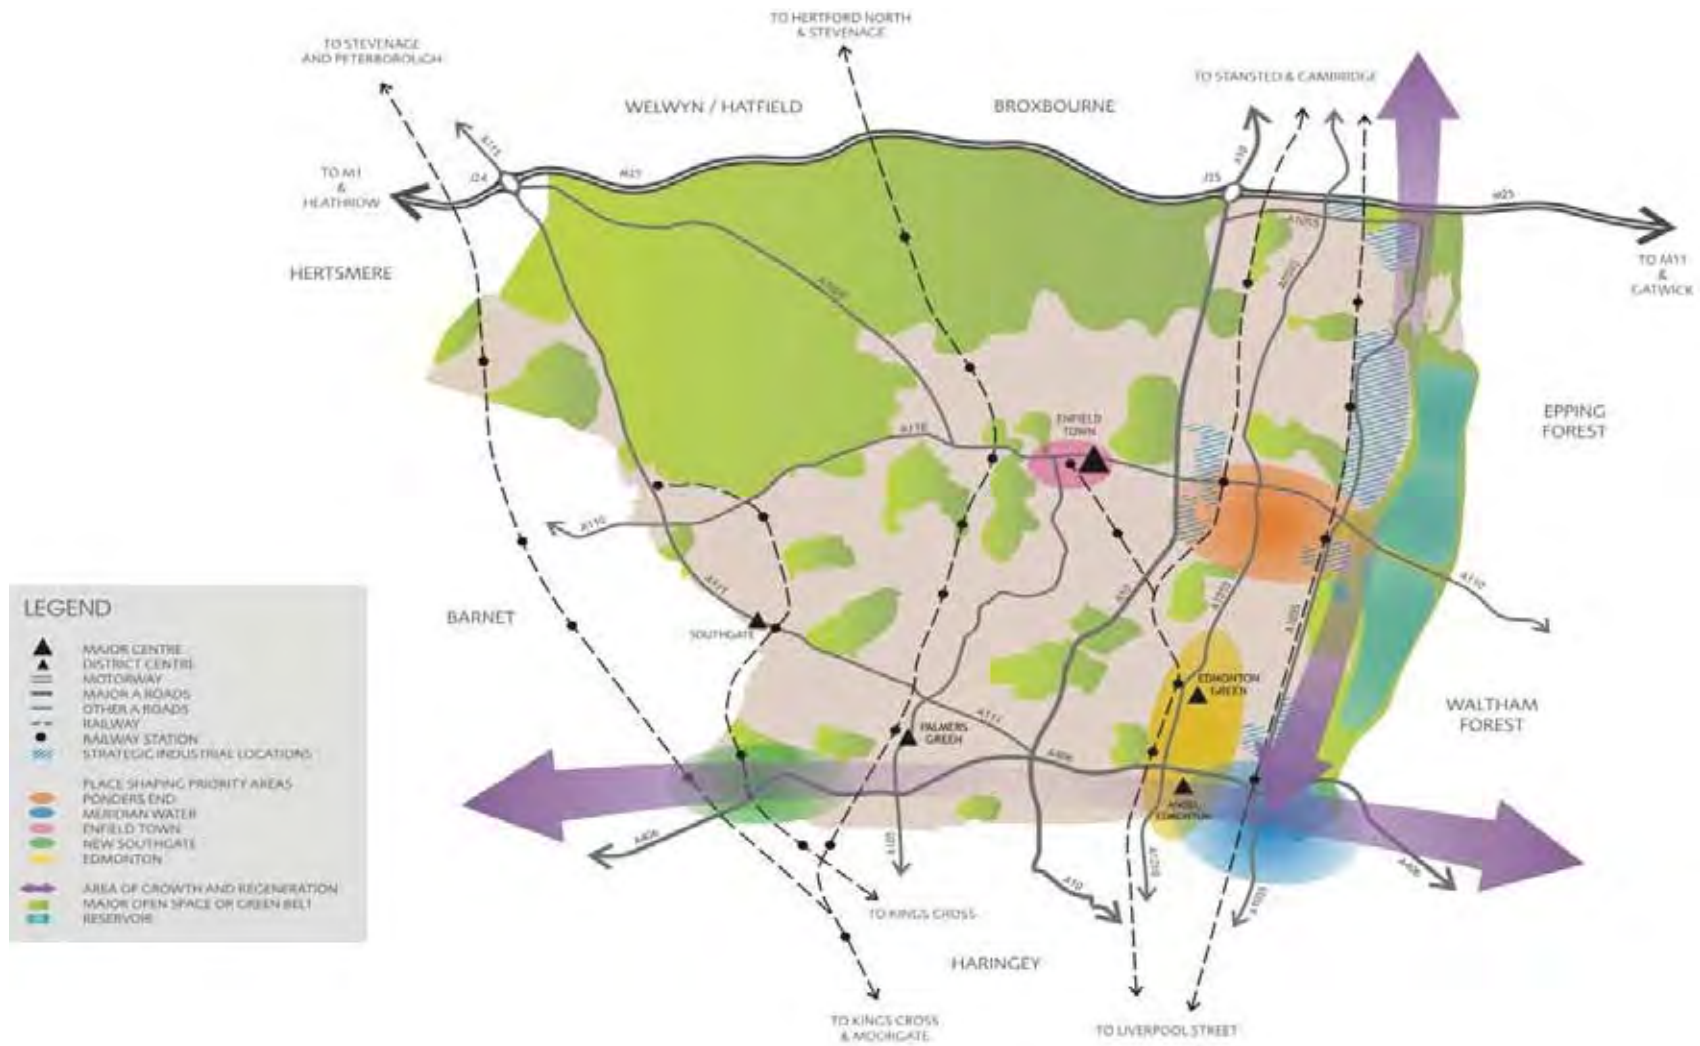 TO HERTFORD NORTH
& STEVENAGE
TO STEVENAGE
AND PETERBOROUGH
TO STANSTED & CAMBRIDGE
WELWYN / HATFIELD
BROXBOURNE
A111
A10
J24
M25
J25
M25
TO M1
&
HEATHROW
A1055
TO M11
&
GATWICK
HERTSMERE
A1010
A1005
EPPING
FOREST
ENFIELD
TOWN
A110
A110
A110
A111
A10
A1010
A1055
BARNET
SOUTHGATE
EDMONTON
GREEN
WALTHAM
FOREST
A111
PALMERS
GREEN
A406
ANGEL
EDMONTON
A406
A105
A10
A1010
A1055
A406
TO KINGS CROSS
HARINGEY
TO KINGS CROSS
& MOORGATE
TO LIVERPOOL STREET
LEGEND
MAJOR CENTRE
DISTRICT CENTRE
MOTORWAY
MAJOR A ROADS
OTHER A ROADS
RAILWAY
RAILWAY STATION
STRATEGIC INDUSTRIAL LOCATIONS
PLACE SHAPING PRIORITY AREAS
PONDERS END
MERIDIAN WATER
ENFIELD TOWN
NEW SOUTHGATE
EDMONTON
AREA OF GROWTH AND REGENERATION
MAJOR OPEN SPACE OR GREEN BELT
RESERVOIR